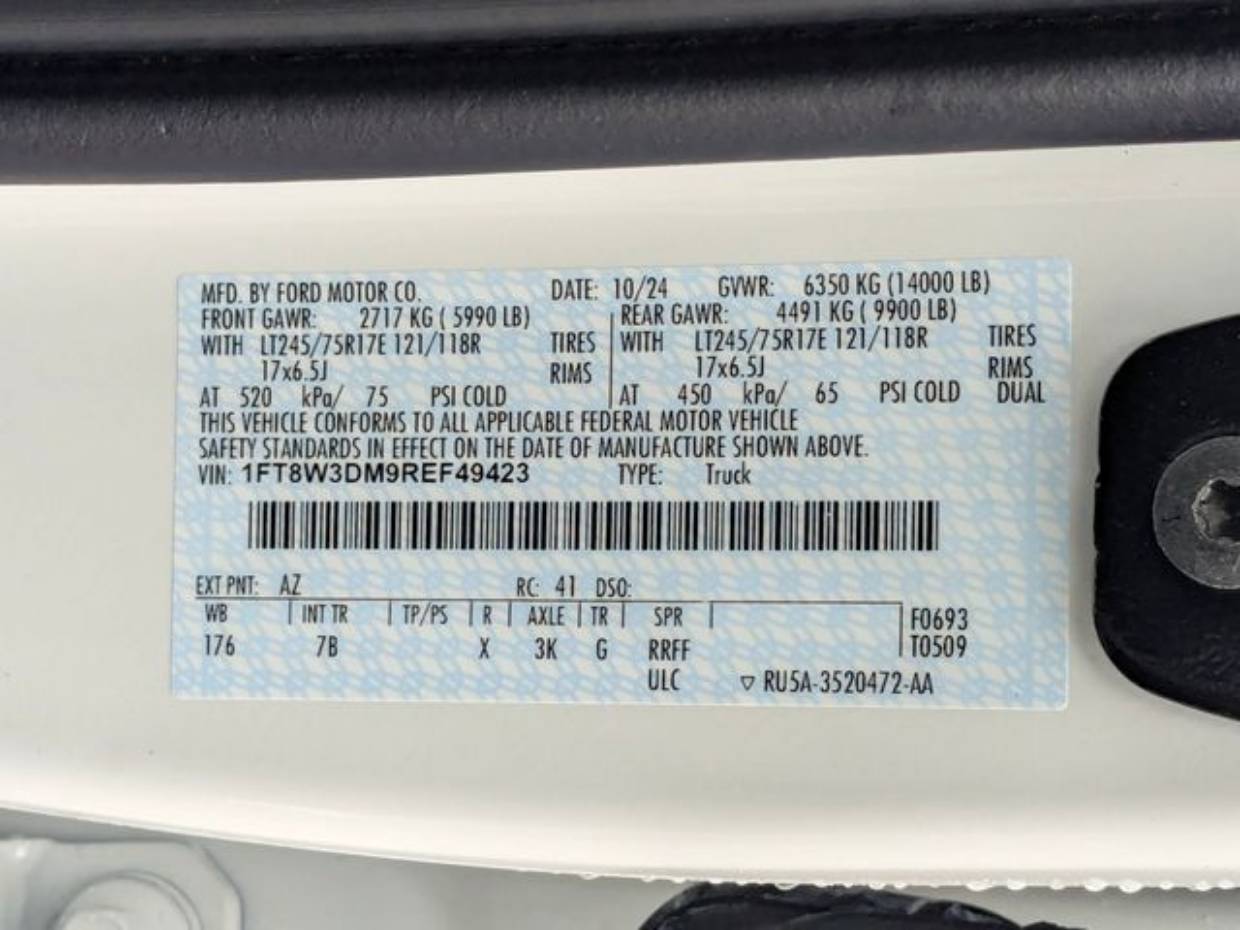 MFD. BY FORD MOTOR CO. DATE: 10/24 GVWR: 6350 KG (14000 LB)
FRONT GAWR: 2717 KG ( 5990 LB) REAR GAWR: 4491 KG ( 9900 LB)
WITH LT245/75R17E 121/118R TIRES WITH LT245/75R17E 121/118R TIRES
17x6.5J RIMS 17x6.5J RIMS
AT 520 kPa/ 75 PSI COLD AT 450 kPa/ 65 PSI COLD DUAL
THIS VEHICLE CONFORMS TO ALL APPLICABLE FEDERAL MOTOR VEHICLE
SAFETY STANDARDS IN EFFECT ON THE DATE OF MANUFACTURE SHOWN ABOVE.
VIN: 1FT8W3DM9REF49423 TYPE: Truck
EXT PNT: AZ RC: 41 DSO:
WB INT TR TP/PS R AXLE TR SPR F0693
176 7B X 3K G RRFF T0509
ULC ▽ RU5A-3520472-AA